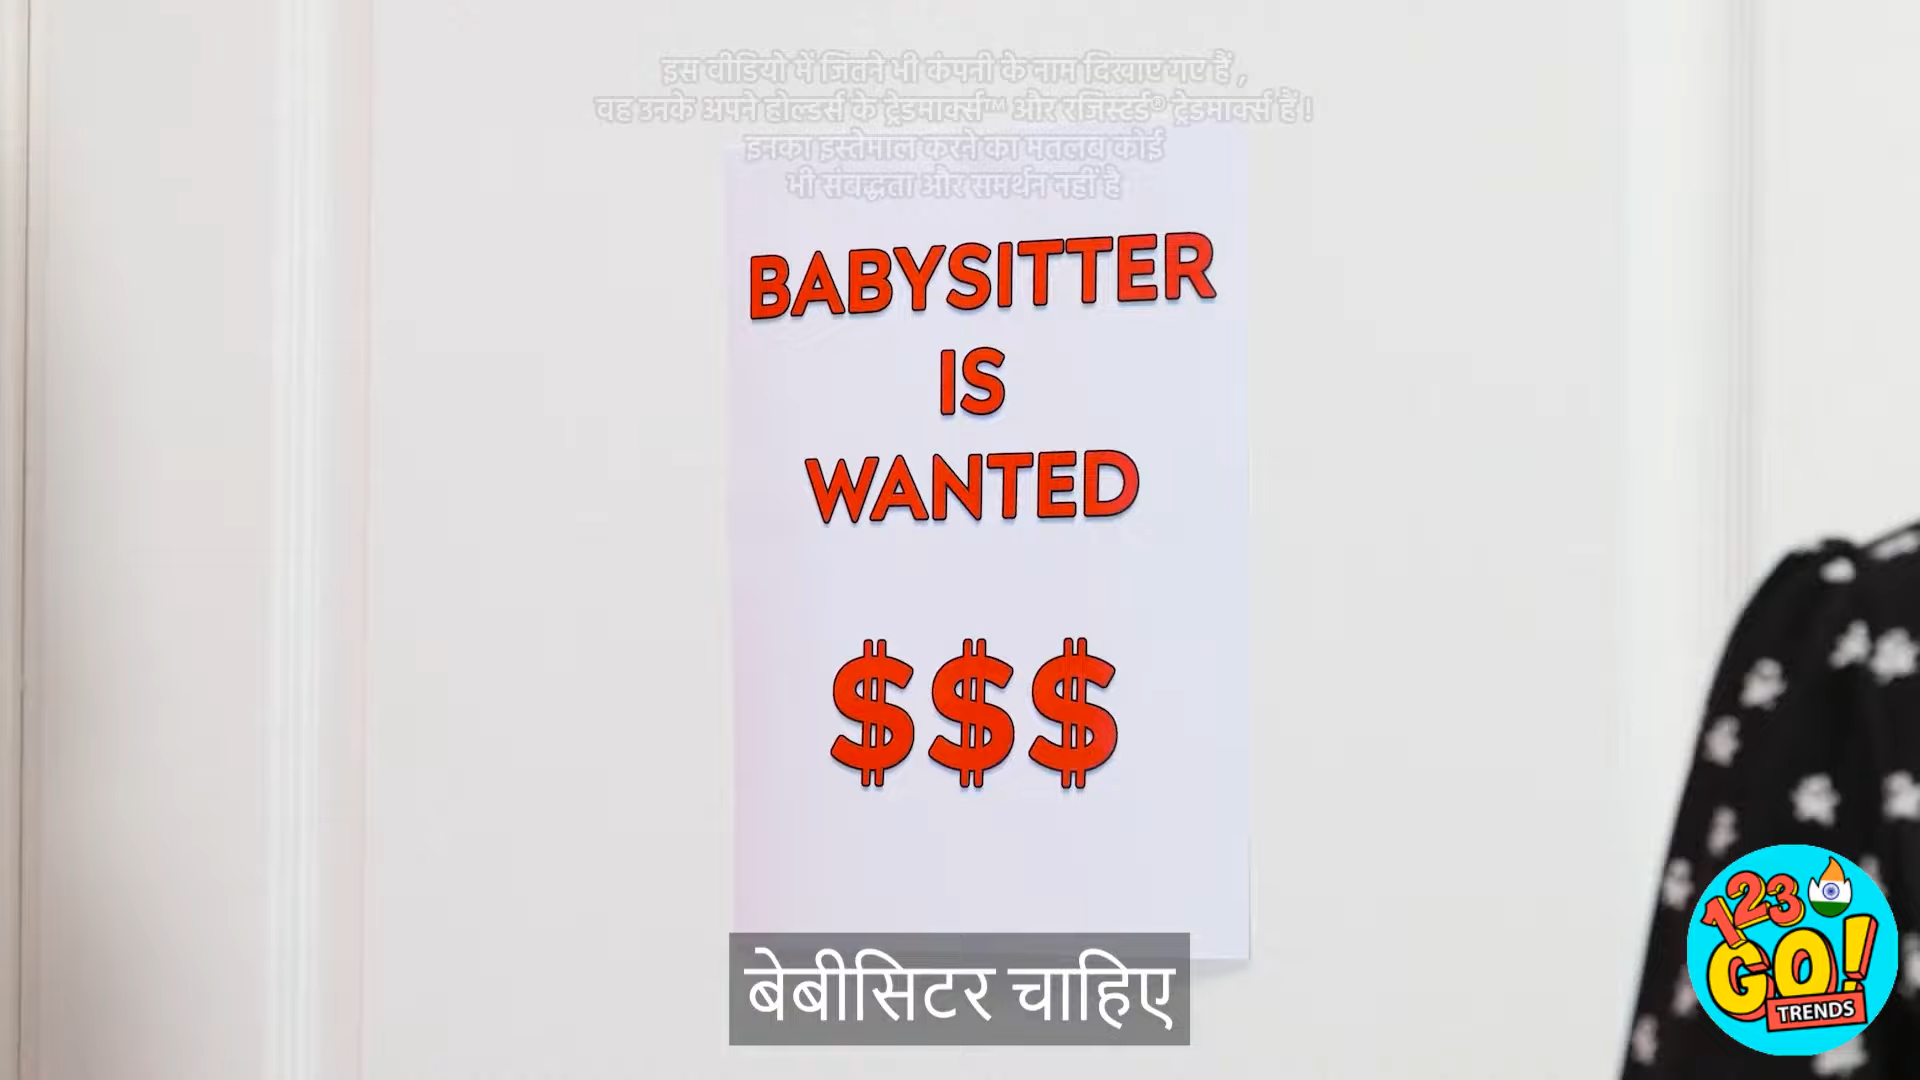 इस वीडियो में जितने भी कंपनी के नाम दिखाए गए हैं ,
वह उनके अपने होल्डर्स के ट्रेडमार्क्स™ और रजिस्टर्ड® ट्रेडमार्क्स हैं !
इनका इस्तेमाल करने का मतलब कोई
भी संबद्धता और समर्थन नहीं है
BABYSITTER
IS
WANTED
$$$
बेबीसिटर चाहिए
123
GO!
TRENDS